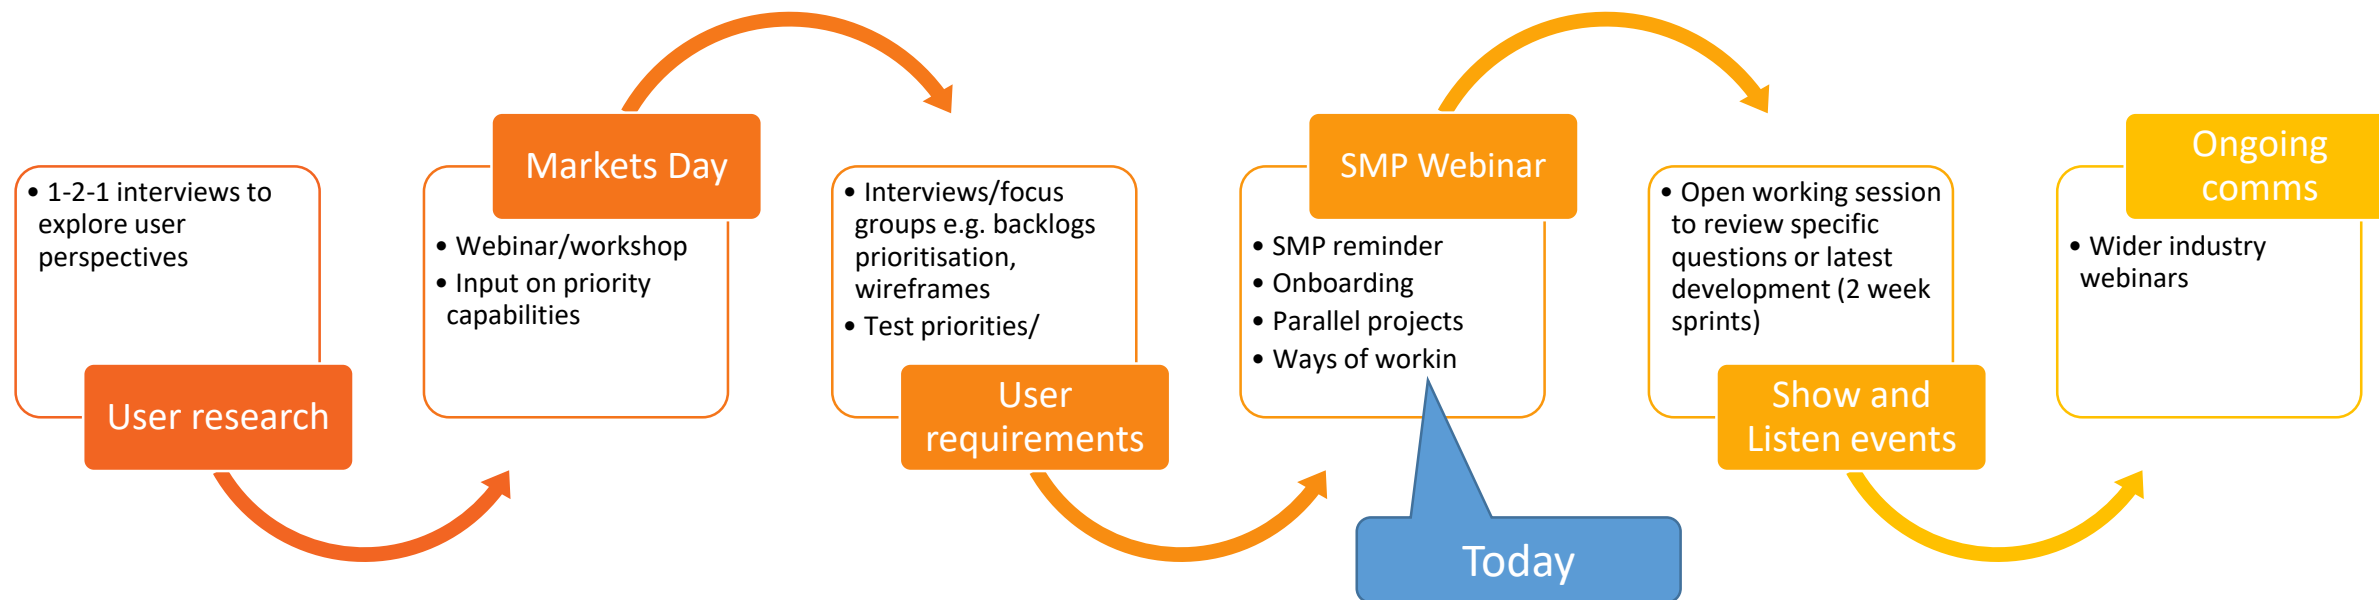 • 1-2-1 interviews to
explore user
perspectives
User research
Markets Day
• Webinar/workshop
• Input on priority
capabilities
• Interviews/focus
groups e.g. backlogs
prioritisation,
wireframes
• Test priorities/
User
requirements
SMP Webinar
• SMP reminder
• Onboarding
• Parallel projects
• Ways of workin
Today
• Open working session
to review specific
questions or latest
development (2 week
sprints)
Show and
Listen events
Ongoing
comms
• Wider industry
webinars